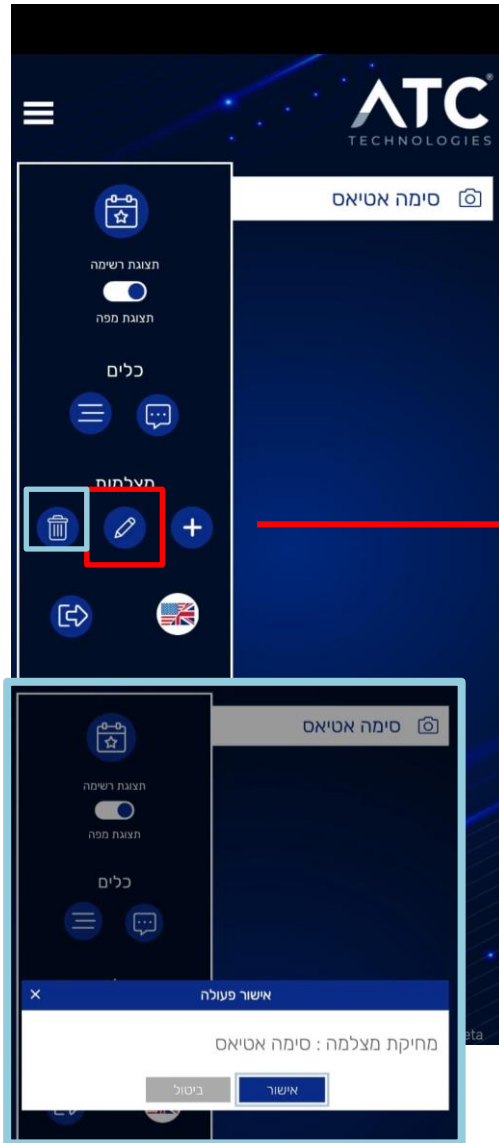 ATC®
TECHNOLOGIES
סימה אטיאס
תצוגת רשימה
תצוגת מפה
כלים
מצלמות
סימה אטיאס
תצוגת רשימה
תצוגת מפה
כלים
אישור פעולה
מחיקת מצלמה : סימה אטיאס
אישור
ביטול
eta